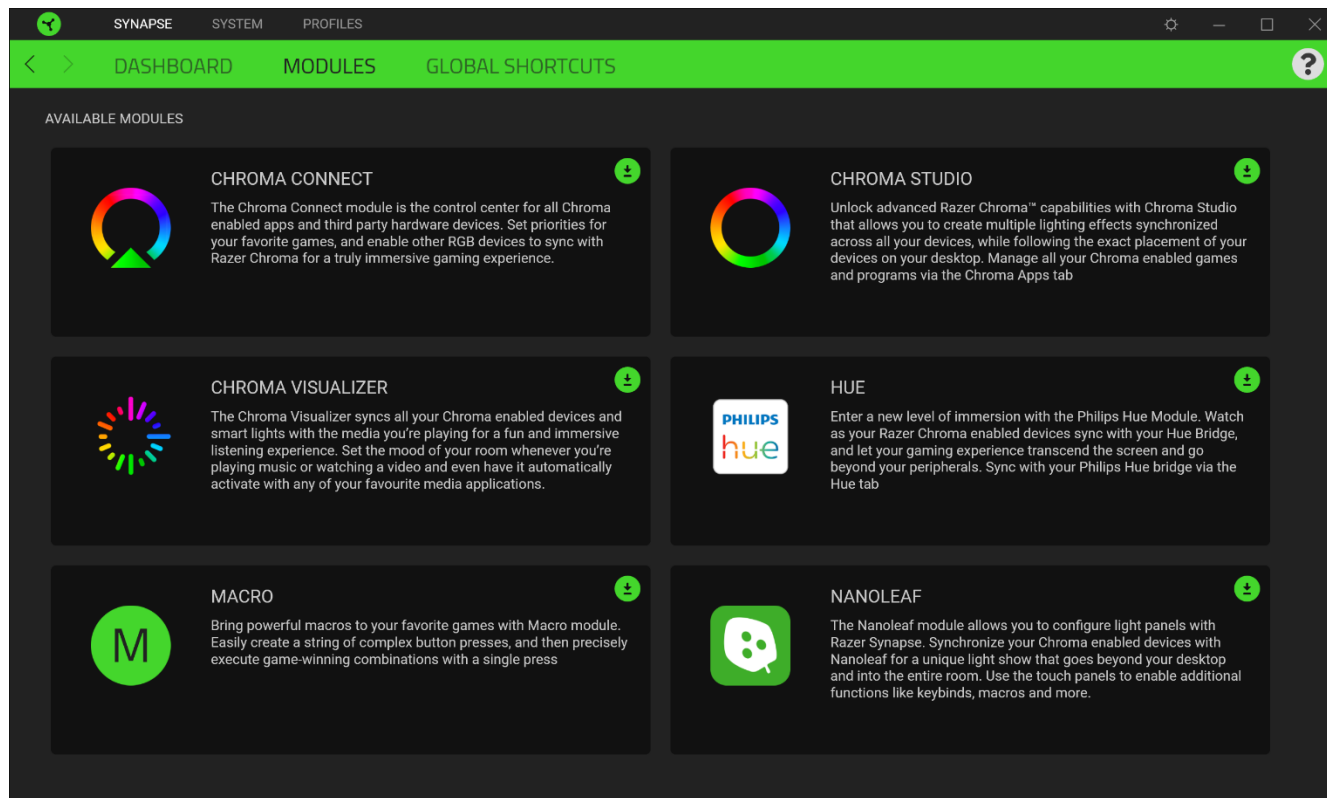 SYNAPSE SYSTEM PROFILES
DASHBOARD MODULES GLOBAL SHORTCUTS ?
AVAILABLE MODULES
CHROMA CONNECT
The Chroma Connect module is the control center for all Chroma
enabled apps and third party hardware devices. Set priorities for
your favorite games, and enable other RGB devices to sync with
Razer Chroma for a truly immersive gaming experience.
CHROMA STUDIO
Unlock advanced Razer Chroma™ capabilities with Chroma Studio
that allows you to create multiple lighting effects synchronized
across all your devices, while following the exact placement of your
devices on your desktop. Manage all your Chroma enabled games
and programs via the Chroma Apps tab
CHROMA VISUALIZER
The Chroma Visualizer syncs all your Chroma enabled devices and
smart lights with the media you're playing for a fun and immersive
listening experience. Set the mood of your room whenever you're
playing music or watching a video and even have it automatically
activate with any of your favourite media applications.
PHILIPS
hue
HUE
Enter a new level of immersion with the Philips Hue Module. Watch
as your Razer Chroma enabled devices sync with your Hue Bridge,
and let your gaming experience transcend the screen and go
beyond your peripherals. Sync with your Philips Hue bridge via the
Hue tab
M
MACRO
Bring powerful macros to your favorite games with Macro module.
Easily create a string of complex button presses, and then precisely
execute game-winning combinations with a single press
NANOLEAF
The Nanoleaf module allows you to configure light panels with
Razer Synapse. Synchronize your Chroma enabled devices with
Nanoleaf for a unique light show that goes beyond your desktop
and into the entire room. Use the touch panels to enable additional
functions like keybinds, macros and more.